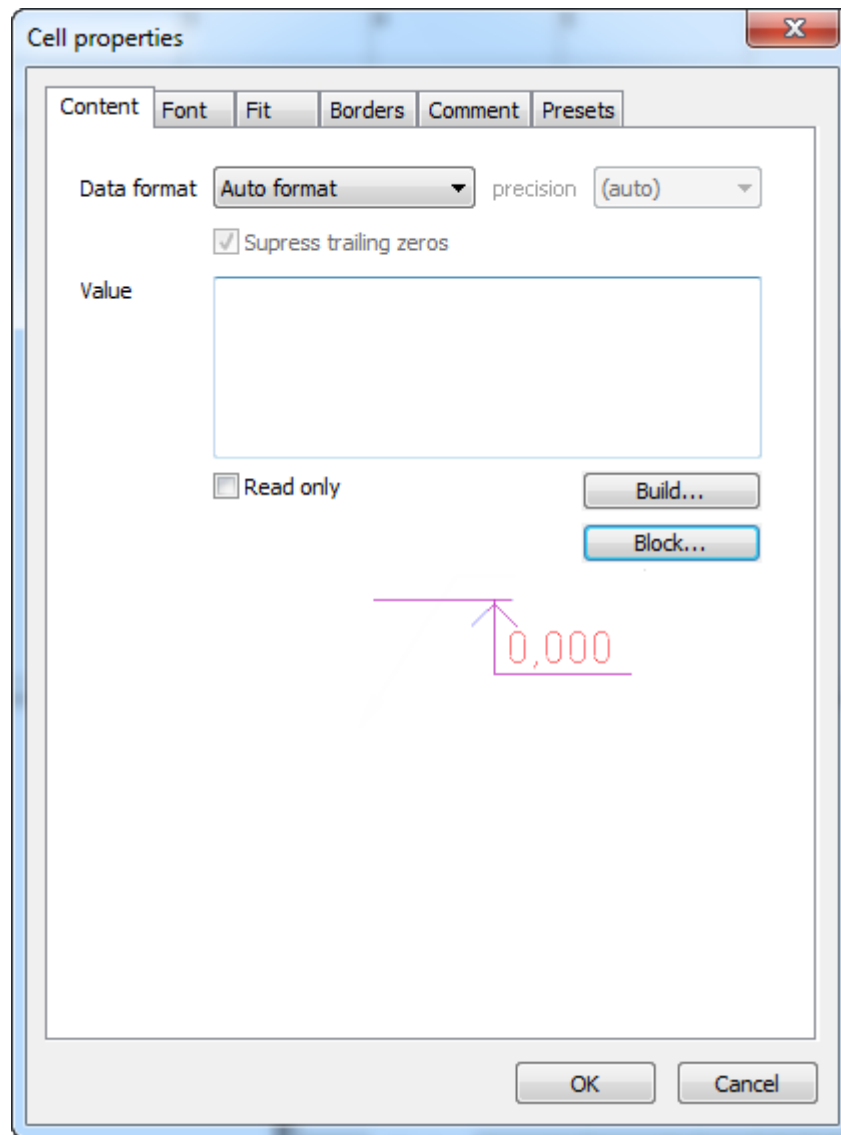 Cell properties
Content Font Fit Borders Comment Presets
Data format Auto format precision (auto)
Supress trailing zeros
Value
Read only Build...
Block...
0,000
OK Cancel